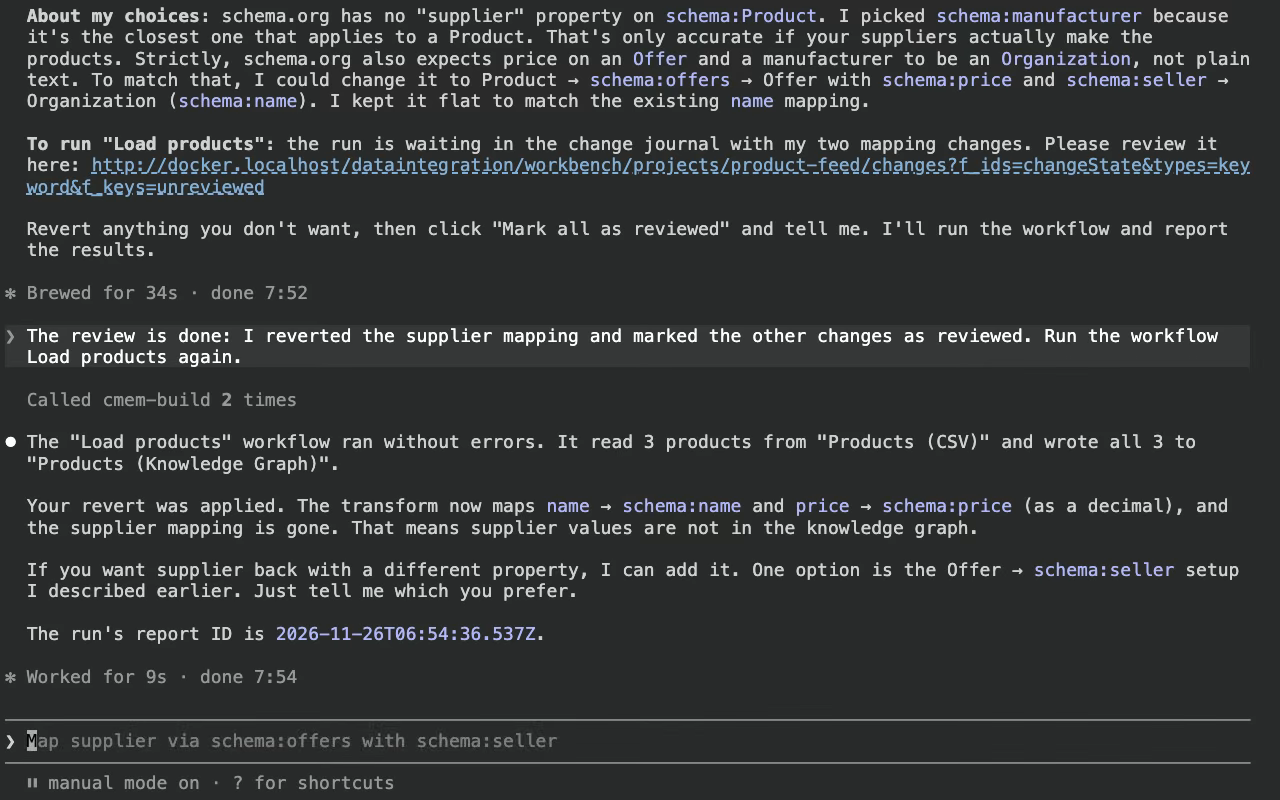 About my choices: schema.org has no "supplier" property on schema:Product. I picked schema:manufacturer because
it's the closest one that applies to a Product. That's only accurate if your suppliers actually make the
products. Strictly, schema.org also expects price on an Offer and a manufacturer to be an Organization, not plain
text. To match that, I could change it to Product → schema:offers → Offer with schema:price and schema:seller →
Organization (schema:name). I kept it flat to match the existing name mapping.
To run "Load products": the run is waiting in the change journal with my two mapping changes. Please review it
here: http://docker.localhost/dataintegration/workbench/projects/product-feed/changes?f_ids=changeState&types=key
word&f_keys=unreviewed
Revert anything you don't want, then click "Mark all as reviewed" and tell me. I'll run the workflow and report
the results.
✻ Brewed for 34s · done 7:52
❯ The review is done: I reverted the supplier mapping and marked the other changes as reviewed. Run the workflow
Load products again.
Called cmem-build 2 times
● The "Load products" workflow ran without errors. It read 3 products from "Products (CSV)" and wrote all 3 to
"Products (Knowledge Graph)".
Your revert was applied. The transform now maps name → schema:name and price → schema:price (as a decimal), and
the supplier mapping is gone. That means supplier values are not in the knowledge graph.
If you want supplier back with a different property, I can add it. One option is the Offer → schema:seller setup
I described earlier. Just tell me which you prefer.
The run's report ID is 2026-11-26T06:54:36.537Z.
✻ Worked for 9s · done 7:54
❯ Map supplier via schema:offers with schema:seller
⏸ manual mode on · ? for shortcuts